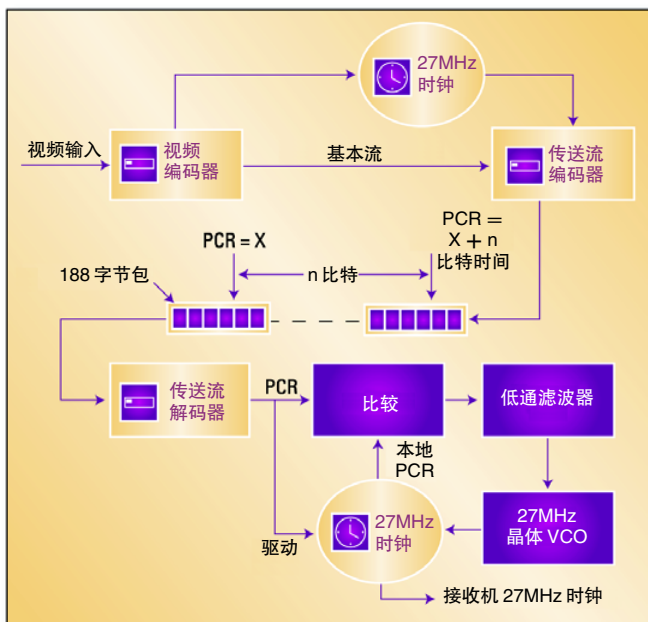 27MHz
时钟
视频输入
视频
编码器
基本流
传送流
编码器
PCR = X
PCR =
X + n
比特时间
n 比特
188 字节包
传送流
解码器
PCR
比较
低通滤波器
本地
PCR
驱动
27MHz
时钟
27MHz
晶体 VCO
接收机 27MHz 时钟